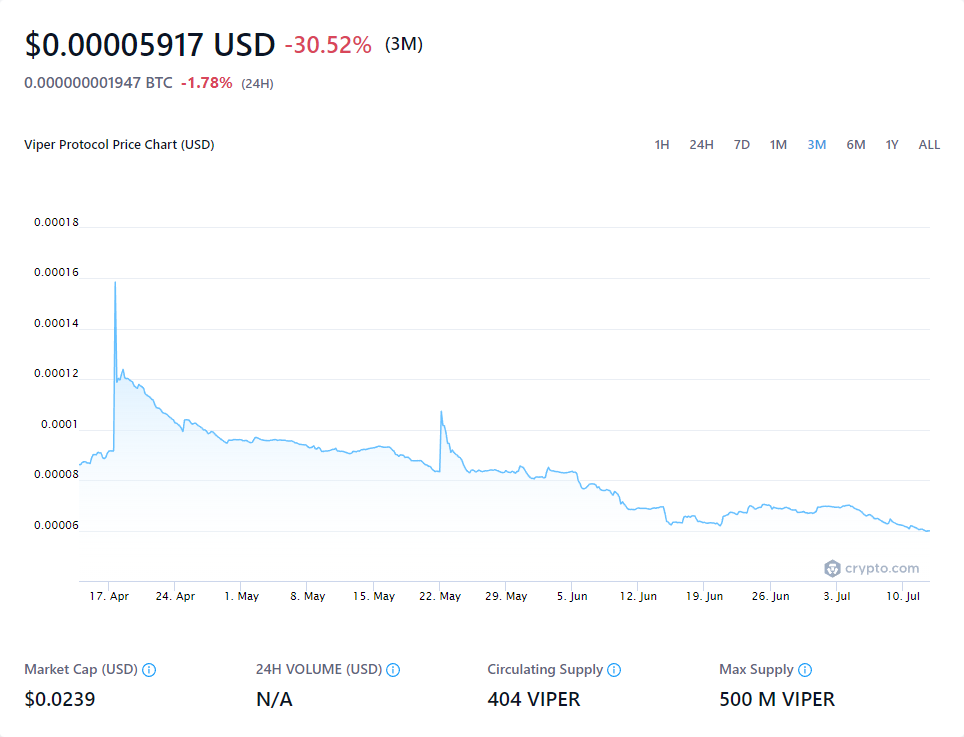 $0.00005917 USD -30.52% (3M)
0.000000001947 BTC -1.78% (24H)
Viper Protocol Price Chart (USD) 1H 24H 7D 1M 3M 6M 1Y ALL
0.00018
0.00016
0.00014
0.00012
0.0001
0.00008
0.00006
crypto.com
17. Apr 24. Apr 1. May 8. May 15. May 22. May 29. May 5. Jun 12. Jun 19. Jun 26. Jun 3. Jul 10. Jul
Market Cap (USD) 24H VOLUME (USD) Circulating Supply Max Supply
$0.0239 N/A 404 VIPER 500 M VIPER